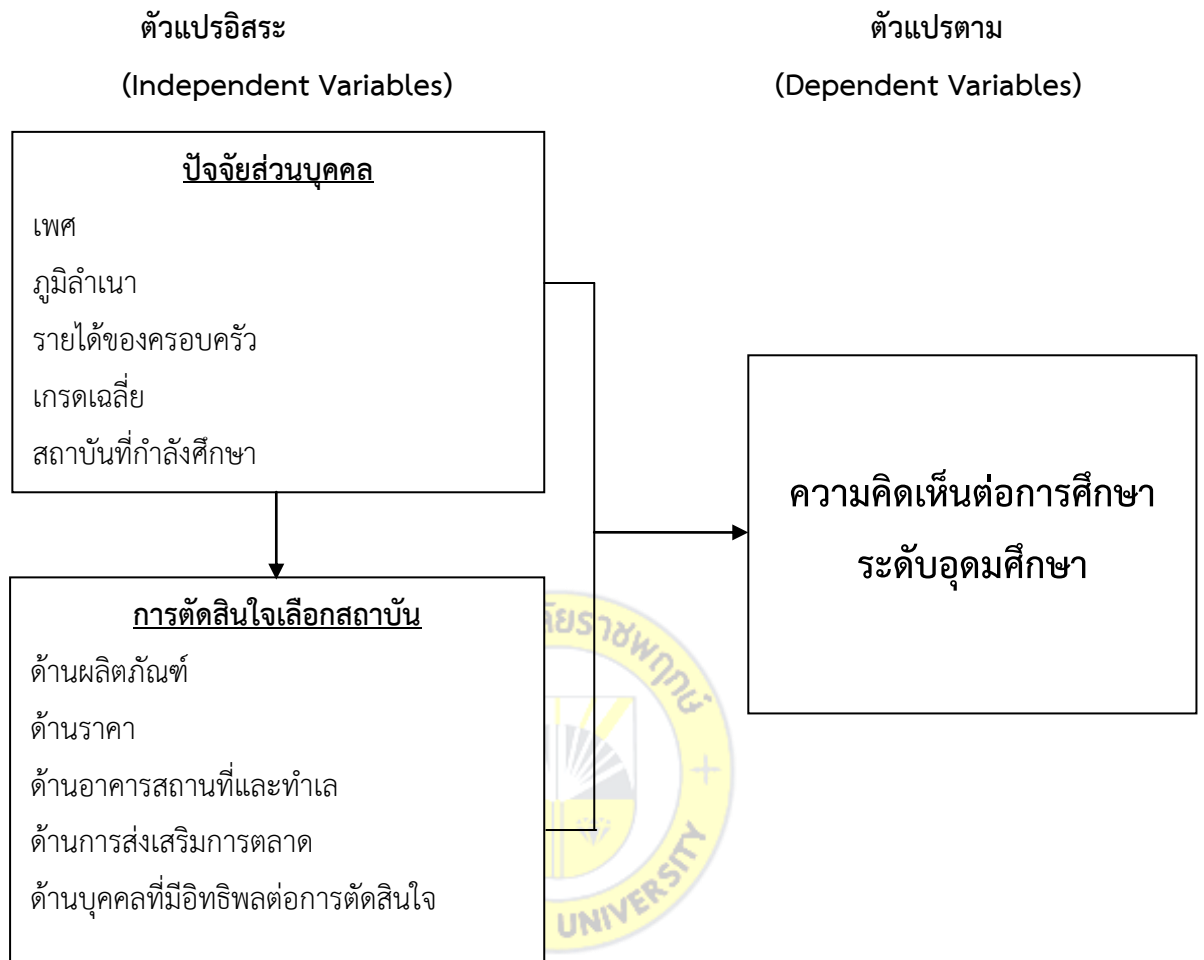 ตัวแปรอิสระ
(Independent Variables)
ตัวแปรตาม
(Dependent Variables)
ปัจจัยส่วนบุคคล
เพศ
ภูมิลำเนา
รายได้ของครอบครัว
เกรดเฉลี่ย
สถาบันที่กำลังศึกษา
การตัดสินใจเลือกสถาบัน
ด้านผลิตภัณฑ์
ด้านราคา
ด้านอาคารสถานที่และทำเล
ด้านการส่งเสริมการตลาด
ด้านบุคคลที่มีอิทธิพลต่อการตัดสินใจ
ความคิดเห็นต่อการศึกษา
ระดับอุดมศึกษา
ลัยราชพฤกษ์
UNIVERSITY